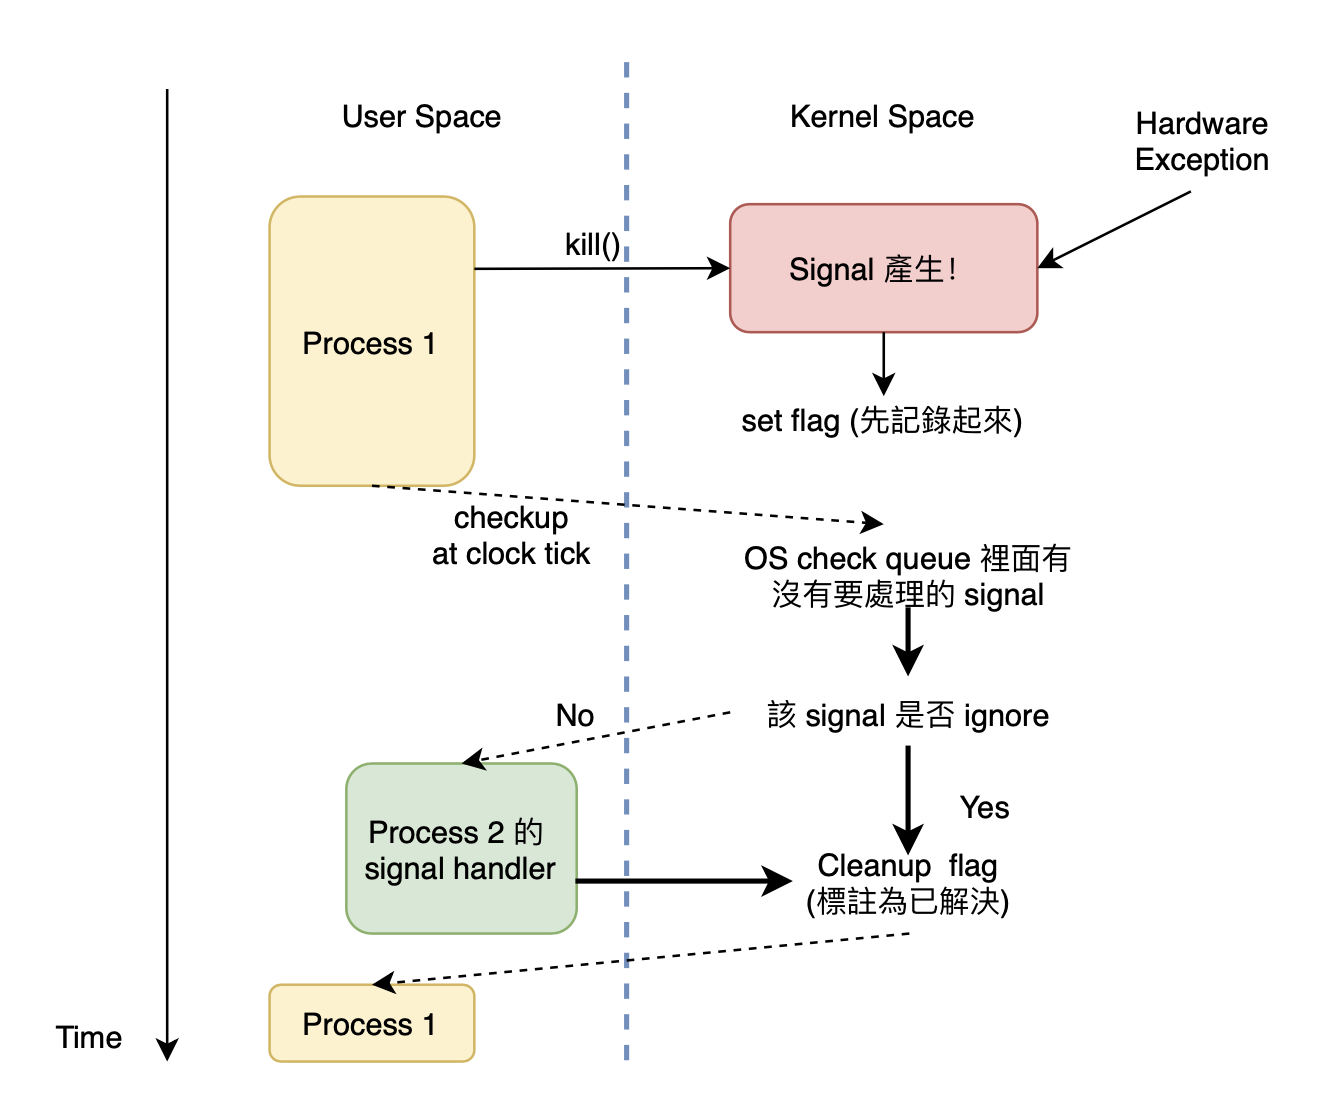 User Space
Kernel Space
Hardware
Exception
kill()
Signal 產生!
Process 1
set flag (先記錄起來)
checkup
at clock tick
OS check queue 裡面有
沒有要處理的 signal
No
該 signal 是否 ignore
Yes
Process 2 的
signal handler
Cleanup flag
(標註為已解決)
Process 1
Time